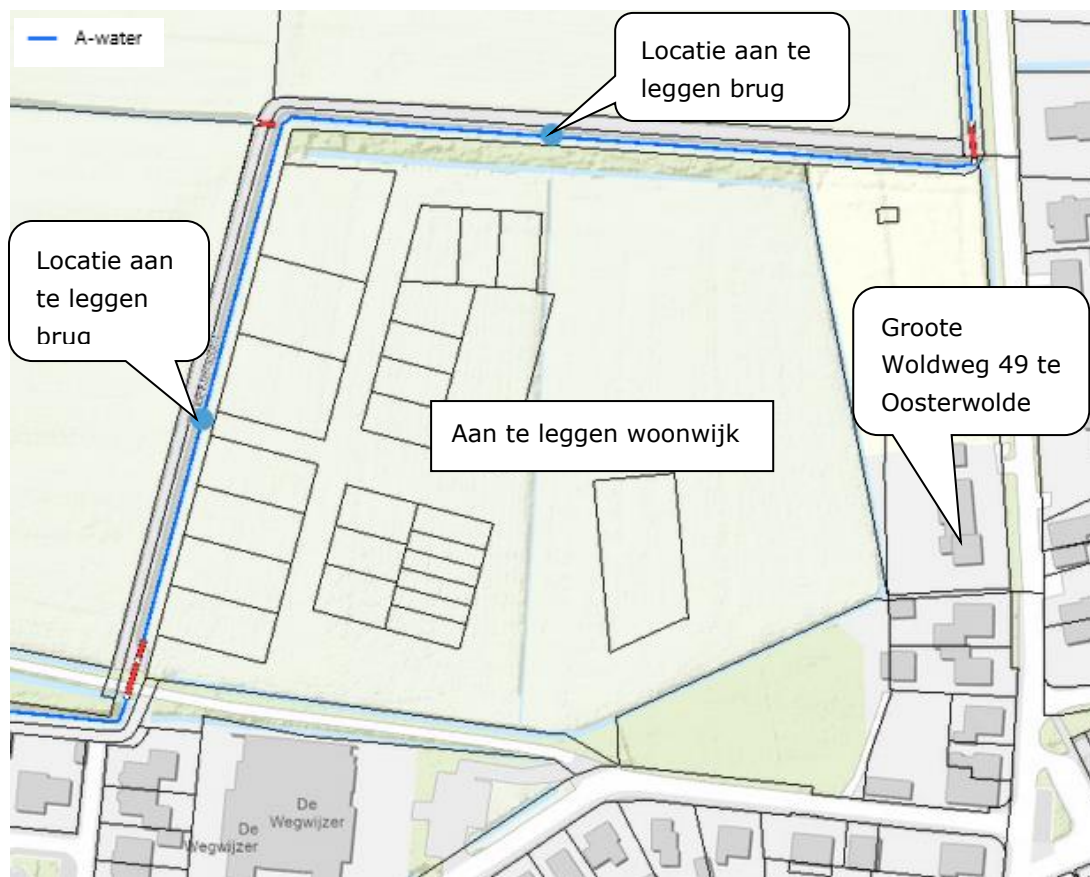 A-water
Locatie aan te
leggen brug
Locatie aan
te leggen
brug
Groote
Woldweg 49 te
Oosterwolde
Aan te leggen woonwijk
De
Wegwijzer
De
Wegwijzer